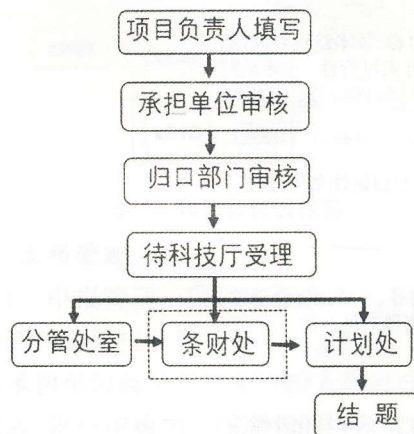 项目负责人填写
承担单位审核
归口部门审核
待科技厅受理
分管处室 条财处 计划处
结 题